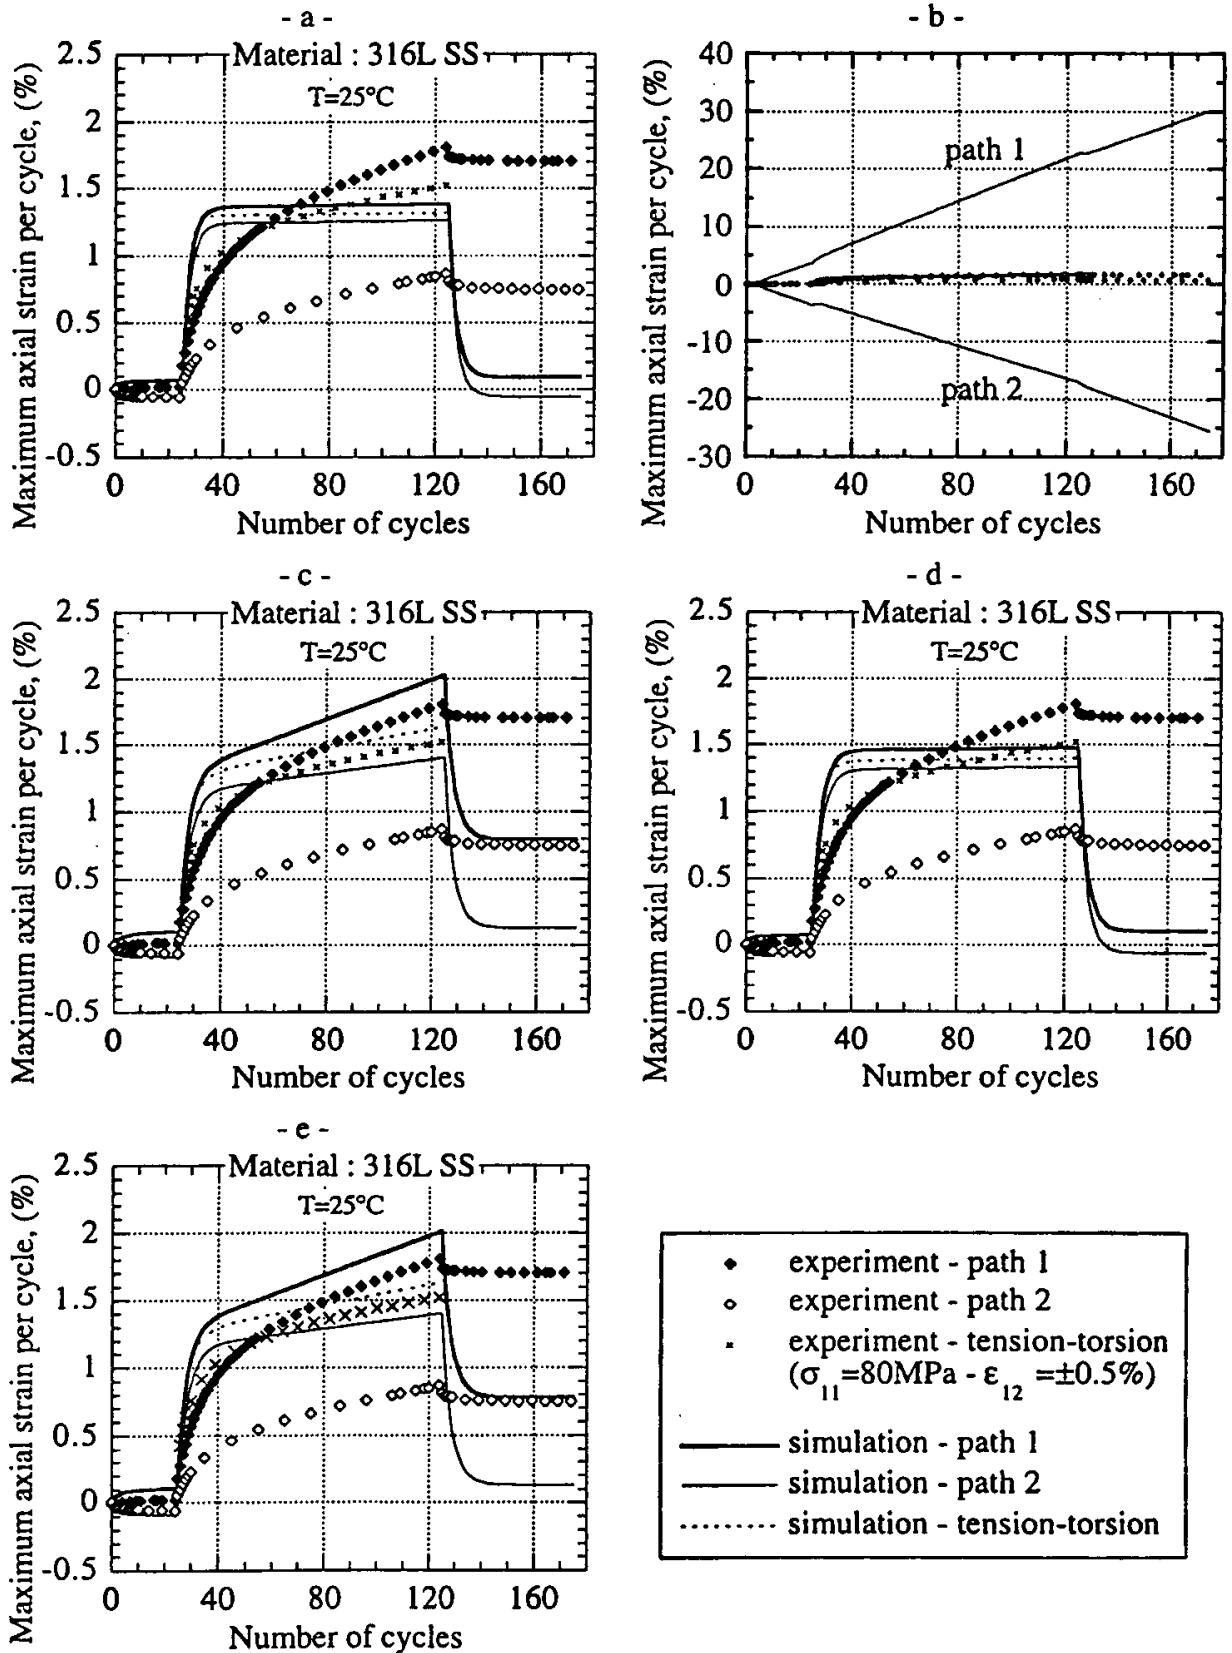 - a -
Material : 316L SS
T=25°C
Maximum axial strain per cycle, (%)
2.5
2
1.5
1
0.5
0
-0.5
0 40 80 120 160
Number of cycles
- b -
Maximum axial strain per cycle, (%)
40
30
20
10
0
-10
-20
-30
path 1
path 2
0 40 80 120 160
Number of cycles
- c -
Material : 316L SS
T=25°C
Maximum axial strain per cycle, (%)
2.5
2
1.5
1
0.5
0
-0.5
0 40 80 120 160
Number of cycles
- d -
Material : 316L SS
T=25°C
Maximum axial strain per cycle, (%)
2.5
2
1.5
1
0.5
0
-0.5
0 40 80 120 160
Number of cycles
- e -
Material : 316L SS
T=25°C
Maximum axial strain per cycle, (%)
2.5
2
1.5
1
0.5
0
-0.5
0 40 80 120 160
Number of cycles
experiment - path 1
experiment - path 2
experiment - tension-torsion
(σ11=80MPa - ε12 =±0.5%)
simulation - path 1
simulation - path 2
simulation - tension-torsion